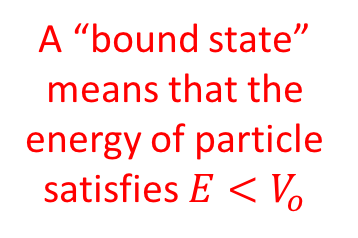 A “bound state”
means that the
energy of particle
satisfies E < Vₒ